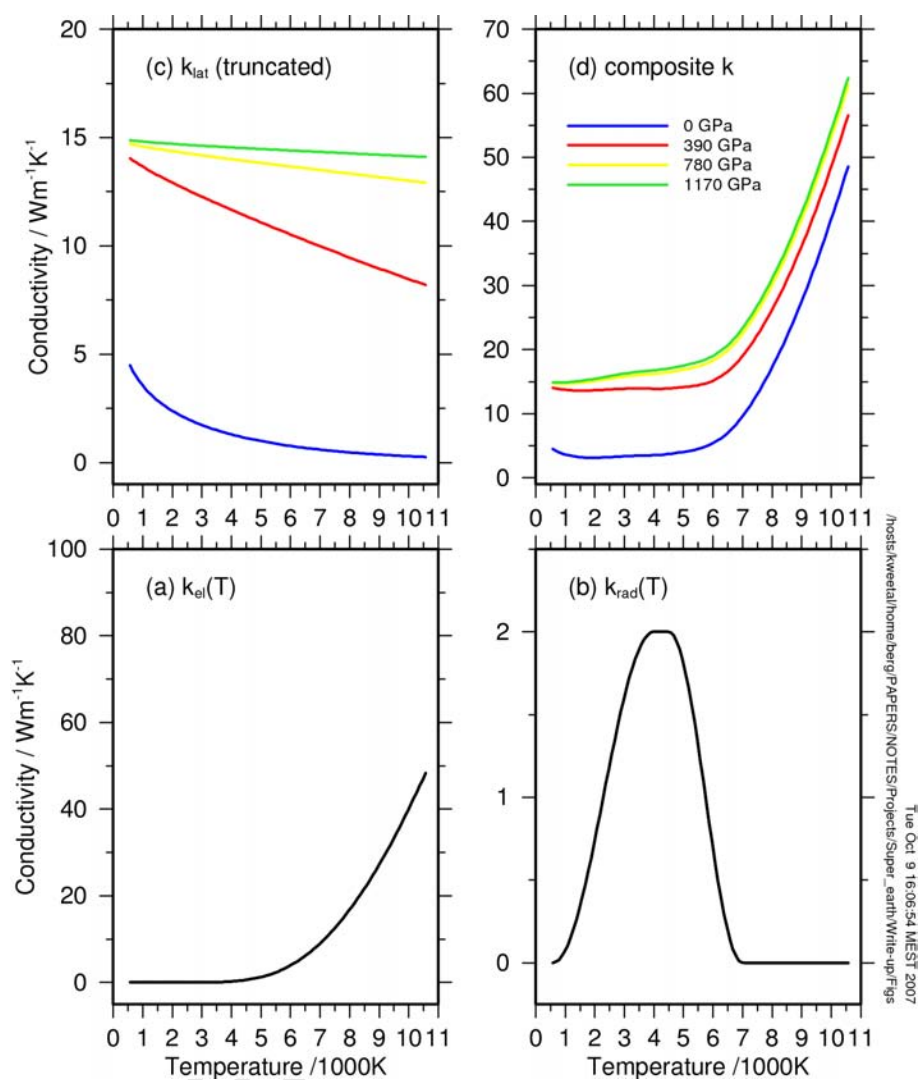 (c) klat (truncated)
Conductivity / Wm-1K-1
20
15
10
5
0
0 1 2 3 4 5 6 7 8 9 10 11
(d) composite k
0 GPa
390 GPa
780 GPa
1170 GPa
70
60
50
40
30
20
10
0
0 1 2 3 4 5 6 7 8 9 10 11
(a) kel(T)
Conductivity / Wm-1K-1
100
80
60
40
20
0
0 1 2 3 4 5 6 7 8 9 10 11
Temperature /1000K
(b) krad(T)
2
1
0
0 1 2 3 4 5 6 7 8 9 10 11
Temperature /1000K
Tue Oct 9 16:06:54 MEST 2007
/hosts/kweetal/home/berg/PAPERS/NOTES/Projects/Super_earth/Write-up/Figs